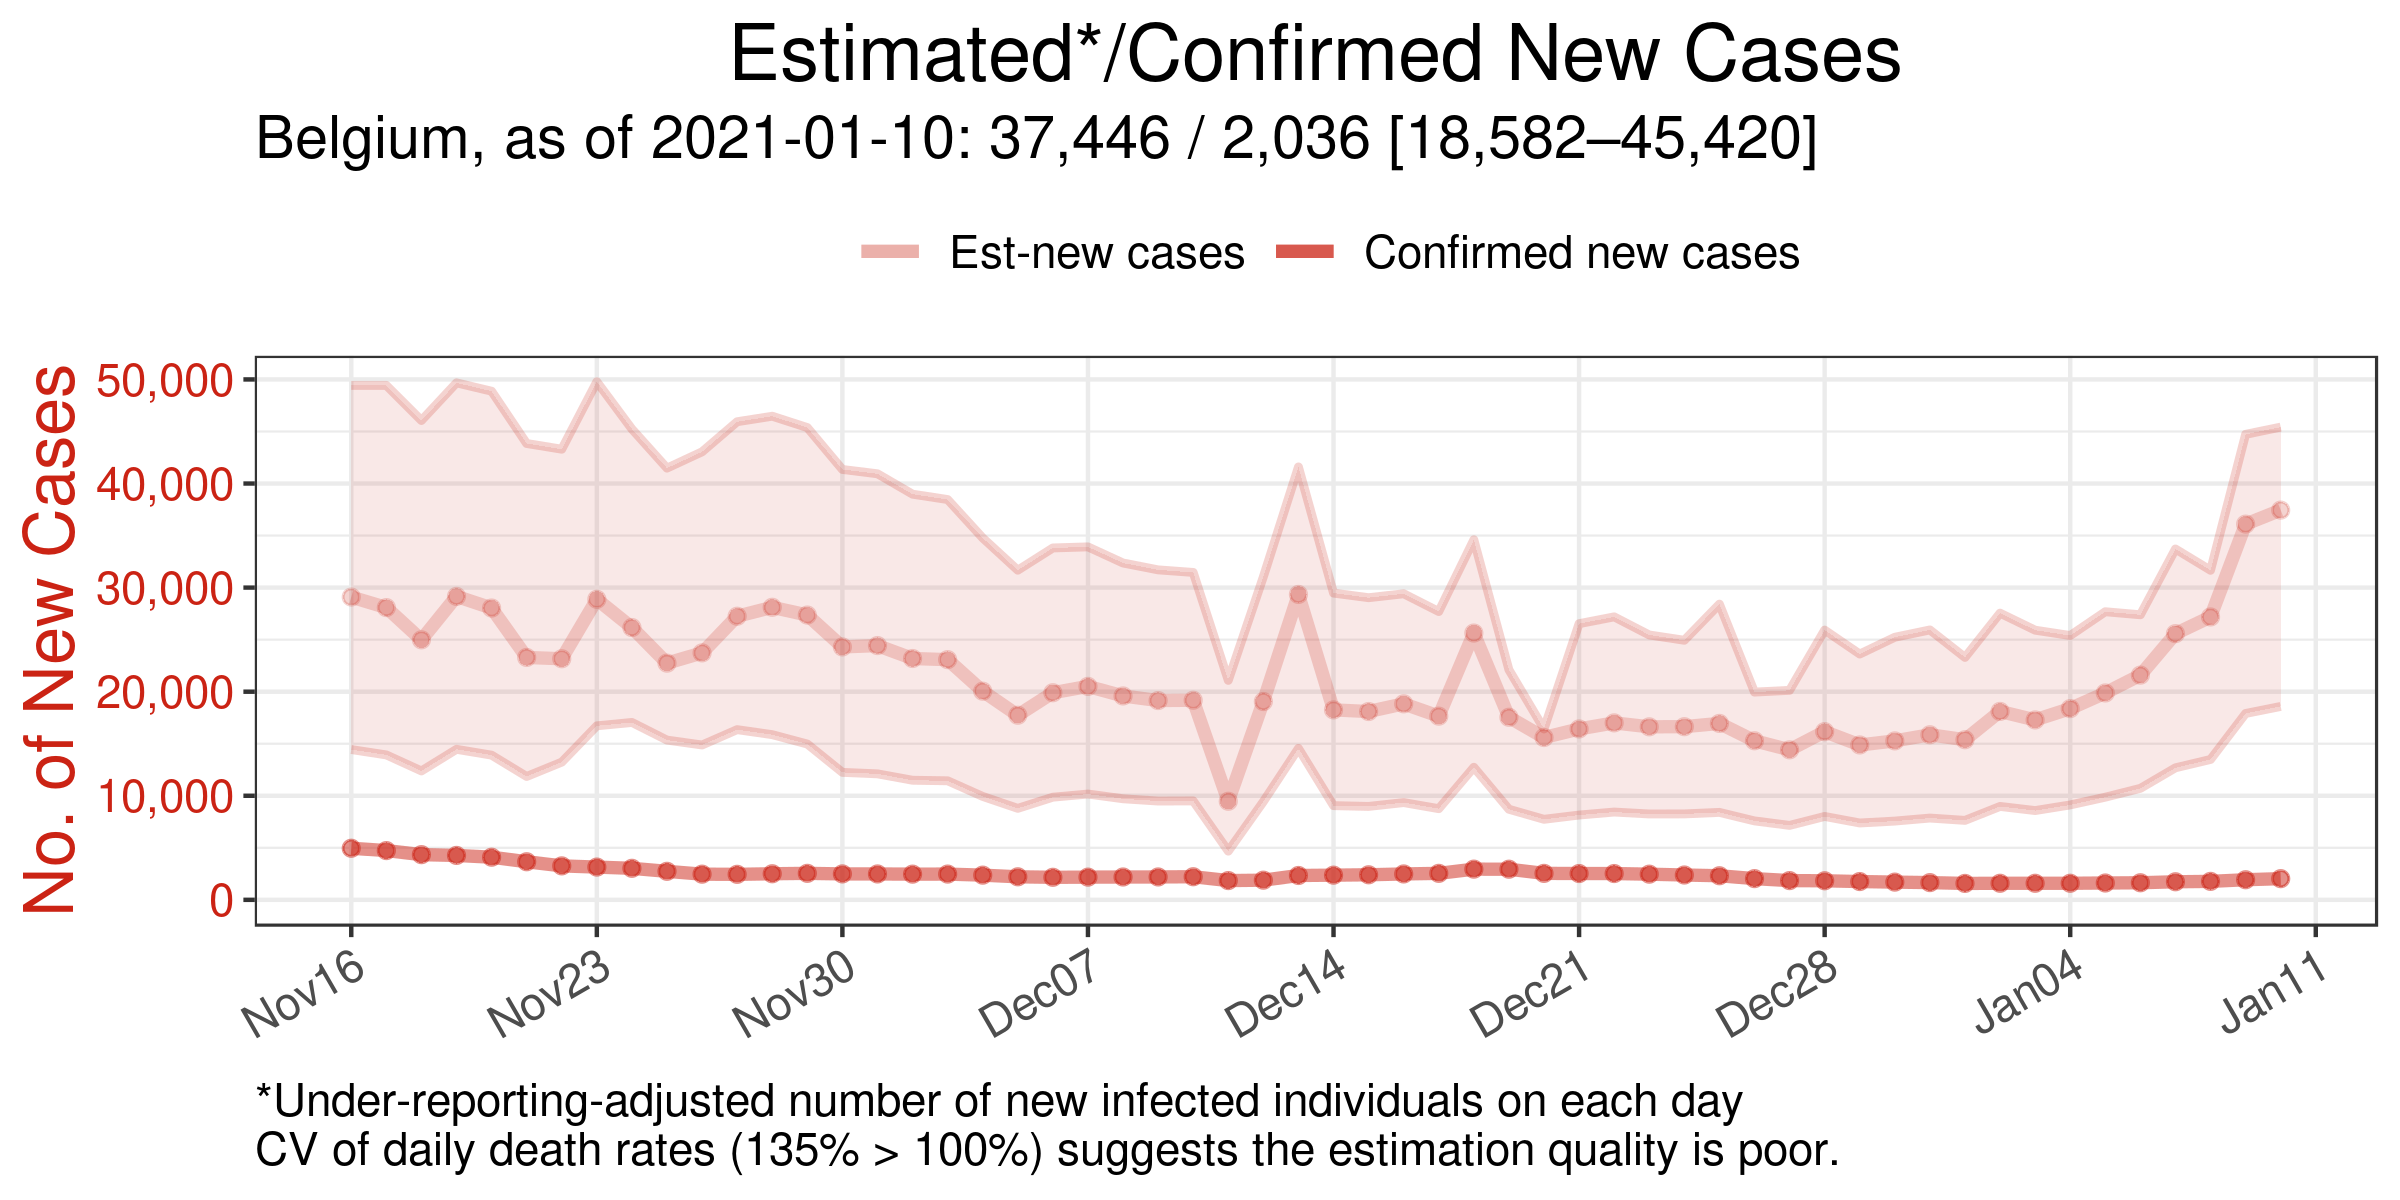 Estimated*/Confirmed New Cases
Belgium, as of 2021-01-10: 37,446 / 2,036 [18,582–45,420]
Est-new cases
Confirmed new cases
No. of New Cases
50,000
40,000
30,000
20,000
10,000
0
Nov16
Nov23
Nov30
Dec07
Dec14
Dec21
Dec28
Jan04
Jan11
*Under-reporting-adjusted number of new infected individuals on each day
CV of daily death rates (135% > 100%) suggests the estimation quality is poor.